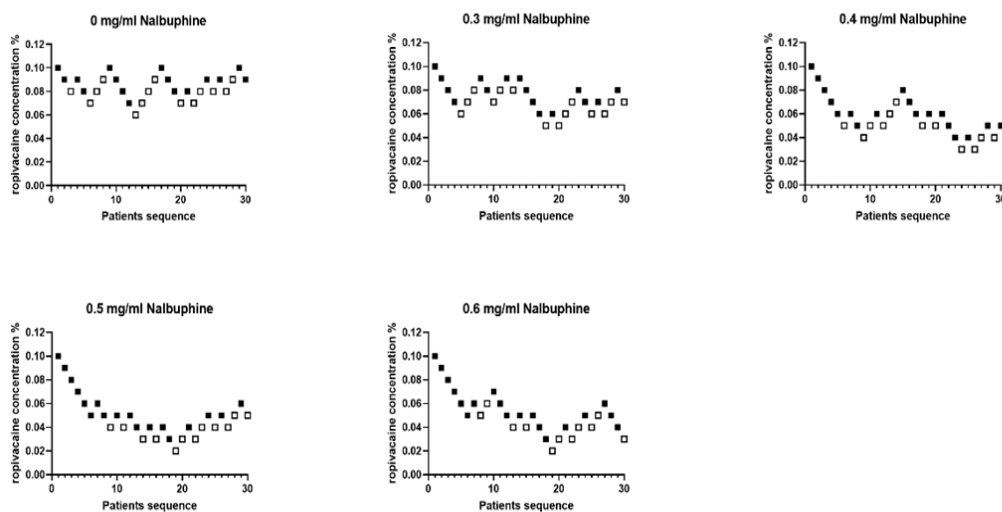 0 mg/ml Nalbuphine
ropivacaine concentration %
0.12
0.10
0.08
0.06
0.04
0.02
0.00
0 10 20 30
Patients sequence
0.3 mg/ml Nalbuphine
ropivacaine concentration %
0.12
0.10
0.08
0.06
0.04
0.02
0.00
0 10 20 30
Patients sequence
0.4 mg/ml Nalbuphine
ropivacaine concentration %
0.12
0.10
0.08
0.06
0.04
0.02
0.00
0 10 20 30
Patients sequence
0.5 mg/ml Nalbuphine
ropivacaine concentration %
0.12
0.10
0.08
0.06
0.04
0.02
0.00
0 10 20 30
Patients sequence
0.6 mg/ml Nalbuphine
ropivacaine concentration %
0.12
0.10
0.08
0.06
0.04
0.02
0.00
0 10 20 30
Patients sequence